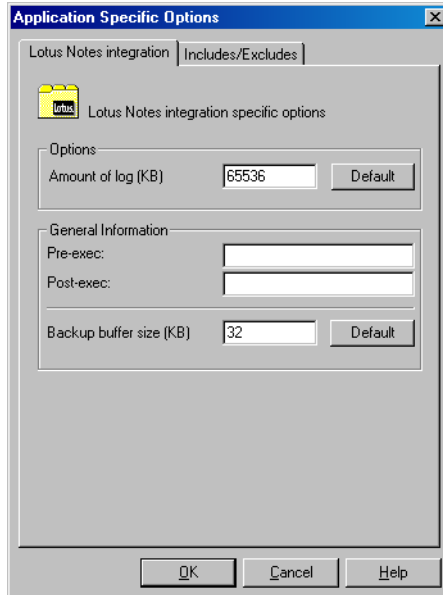 Application Specific Options
Lotus Notes integration Includes/Excludes
Lotus
Lotus Notes integration specific options
Options
Amount of log (KB) 65536 Default
General Information
Pre-exec:
Post-exec:
Backup buffer size (KB) 32 Default
OK Cancel Help